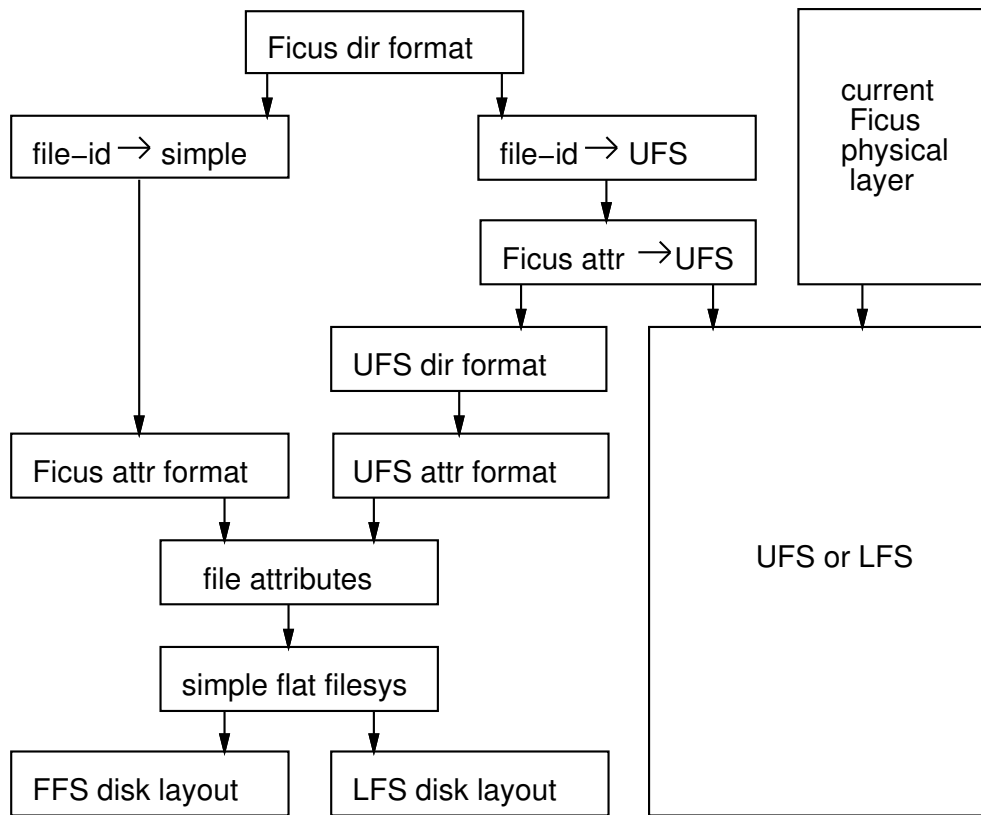 Ficus dir format
current
Ficus
physical
layer
file−id → simple
file−id → UFS
Ficus attr → UFS
UFS dir format
Ficus attr format
UFS attr format
UFS or LFS
file attributes
simple flat filesys
FFS disk layout
LFS disk layout